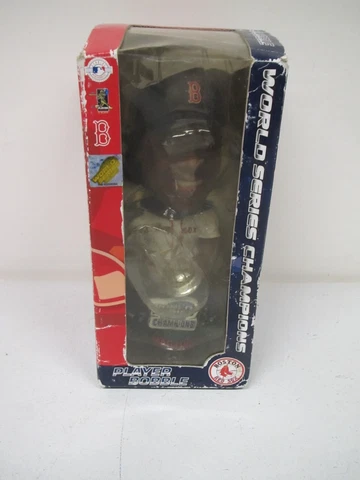 B
B
WORLD SERIES CHAMPIONS
CHAMPIONS
PLAYER
BOBBLE
BOSTON
RED SOX